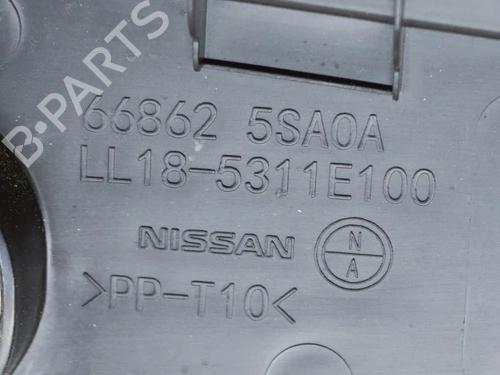 B-PARTS
66862 5SA0A
LL18-5311E100
NISSAN
N
A
>PP-T10<